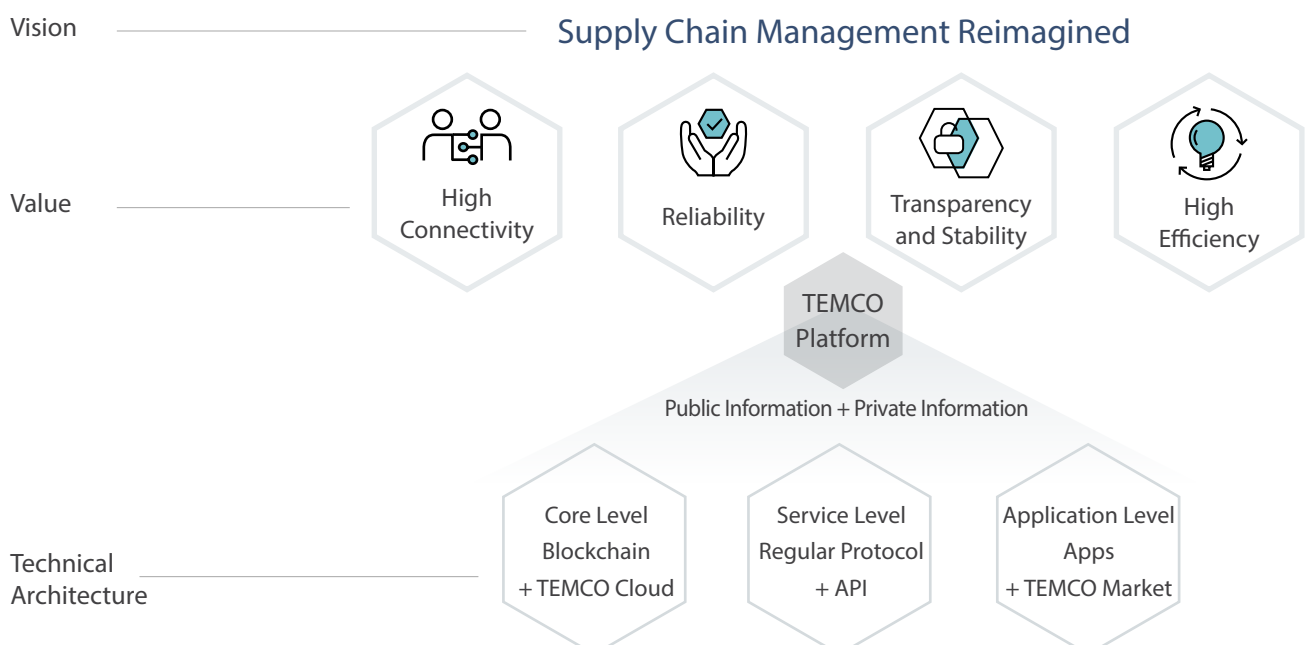 Vision
Supply Chain Management Reimagined
Value
High
Connectivity
Reliability
Transparency
and Stability
High
Efficiency
TEMCO
Platform
Public Information + Private Information
Technical
Architecture
Core Level
Blockchain
+ TEMCO Cloud
Service Level
Regular Protocol
+ API
Application Level
Apps
+ TEMCO Market